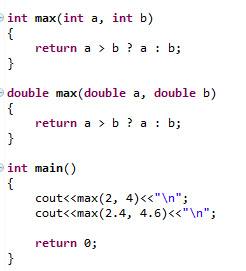 int max(int a, int b)
{
    return a > b ? a : b;
}
double max(double a, double b)
{
    return a > b ? a : b;
}
int main()
{
    cout<<max(2, 4)<<"\n";
    cout<<max(2.4, 4.6)<<"\n";
    return 0;
}